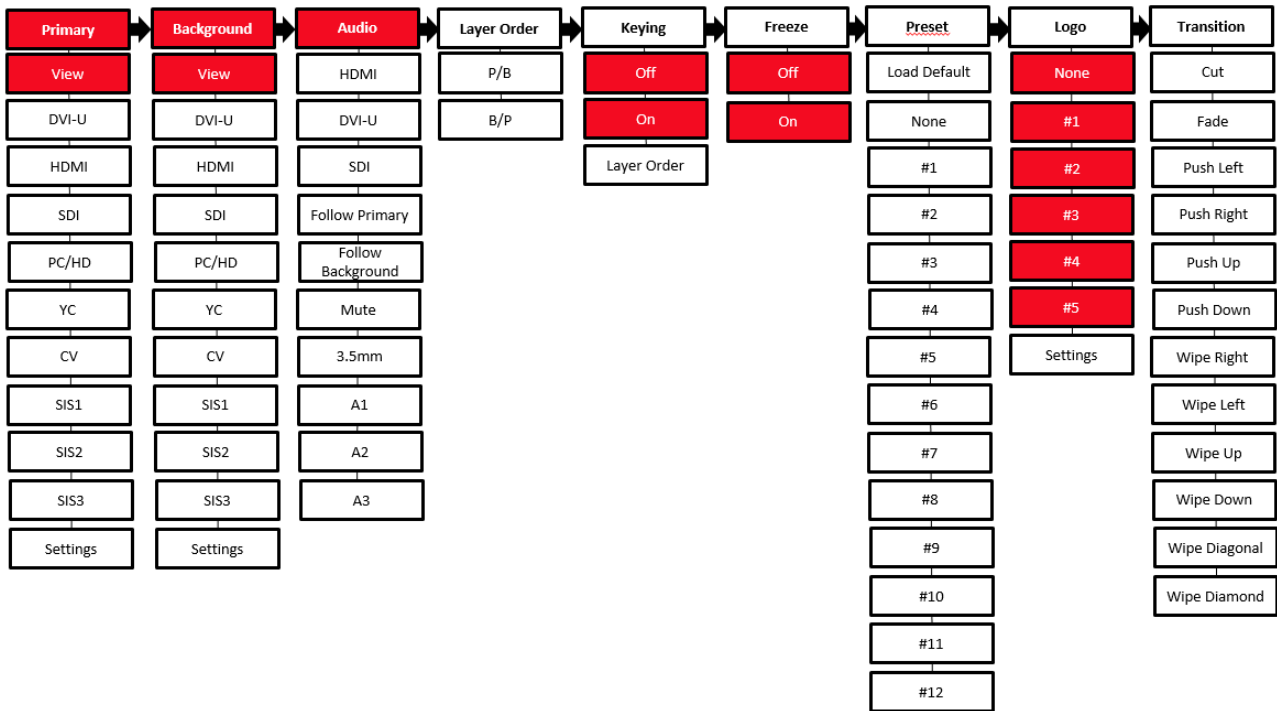 Primary
View
DVI-U
HDMI
SDI
PC/HD
YC
CV
SIS1
SIS2
SIS3
Settings
Background
View
DVI-U
HDMI
SDI
PC/HD
YC
CV
SIS1
SIS2
SIS3
Settings
Audio
HDMI
DVI-U
SDI
Follow Primary
Follow
Background
Mute
3.5mm
A1
A2
A3
Layer Order
P/B
B/P
Keying
Off
On
Layer Order
Freeze
Off
On
Preset
Load Default
None
#1
#2
#3
#4
#5
#6
#7
#8
#9
#10
#11
#12
Logo
None
#1
#2
#3
#4
#5
Settings
Transition
Cut
Fade
Push Left
Push Right
Push Up
Push Down
Wipe Right
Wipe Left
Wipe Up
Wipe Down
Wipe Diagonal
Wipe Diamond